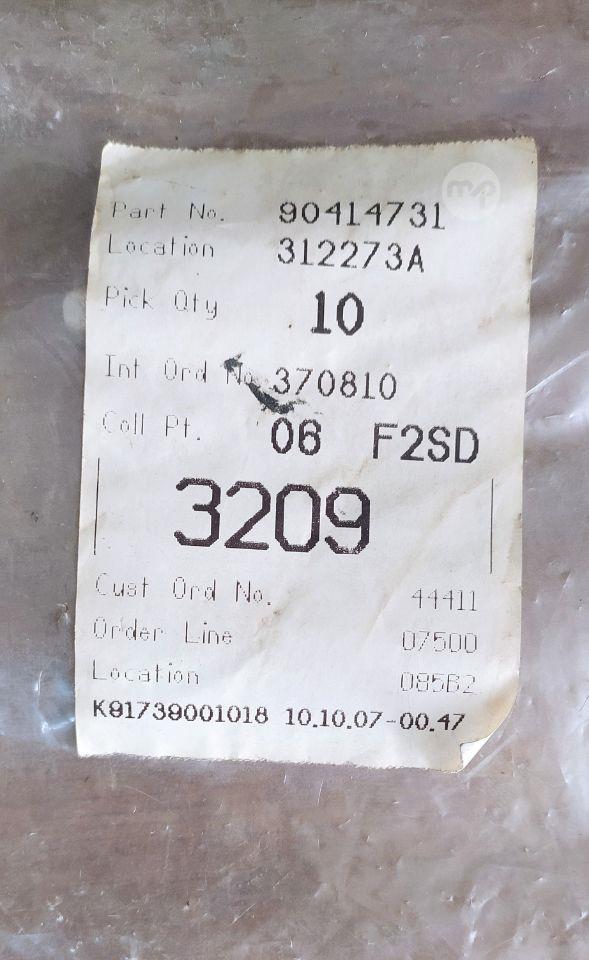 Part No. 90414731
Location 312273A
Pick Qty 10
Int Ord No. 370810
Coll Pt. 06 F2SD
3209
Cust Ord No. 44411
Order Line 07500
Location 085B2
K91739001018 10.10.07-00.47